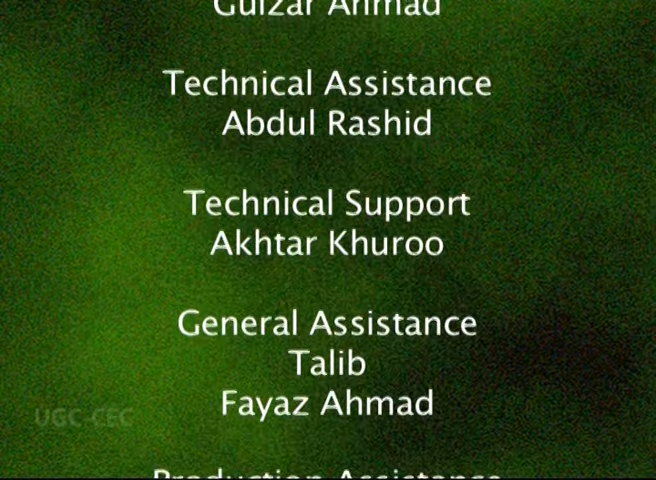 Gulzar Ahmad
Technical Assistance
Abdul Rashid
Technical Support
Akhtar Khuroo
General Assistance
Talib
Fayaz Ahmad
UGC-CEC
Production Assistance